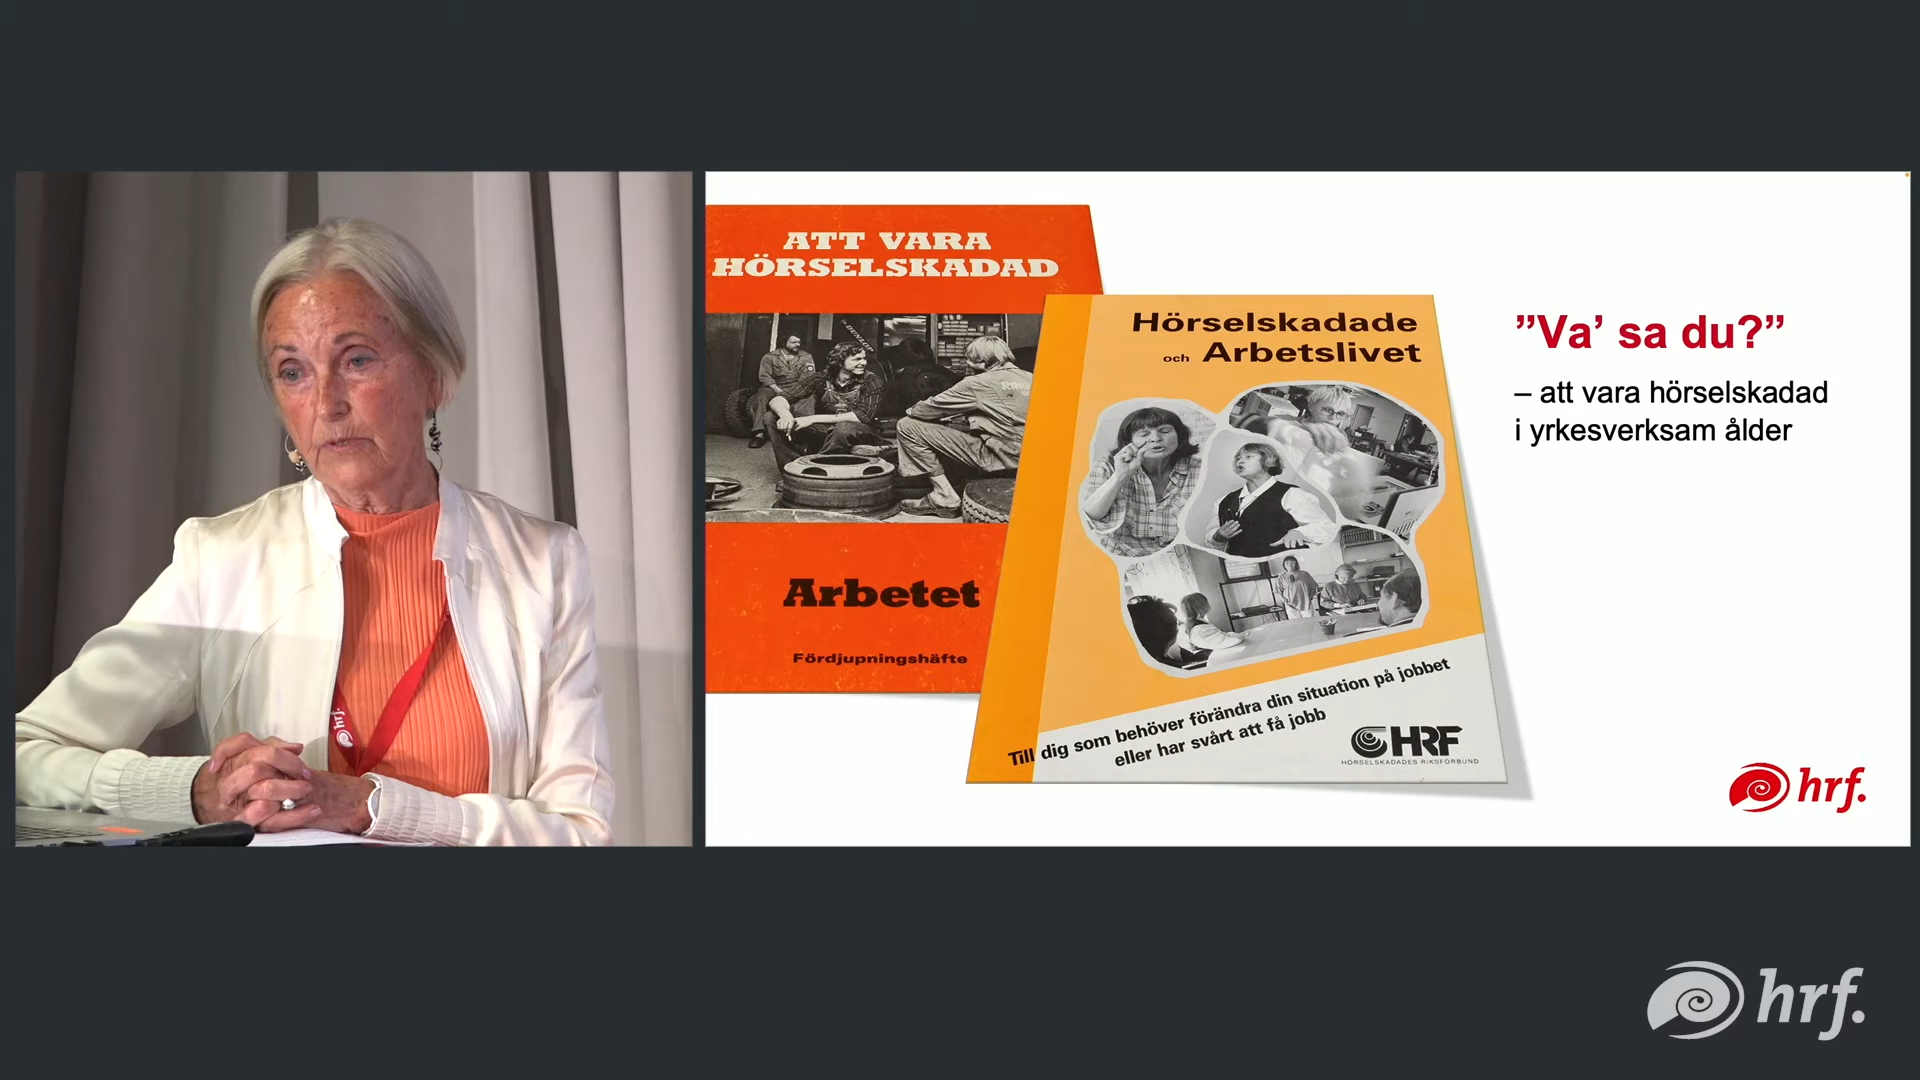 ATT VARA
HÖRSELSKADAD
Arbetet
Fördjupningshäfte
Hörselskadade
och Arbetslivet
Till dig som behöver förändra din situation på jobbet
eller har svårt att få jobb
HRF
HÖRSELSKADADES RIKSFÖRBUND
”Va’ sa du?”
– att vara hörselskadad
i yrkesverksam ålder
hrf.
hrf.
hrf.